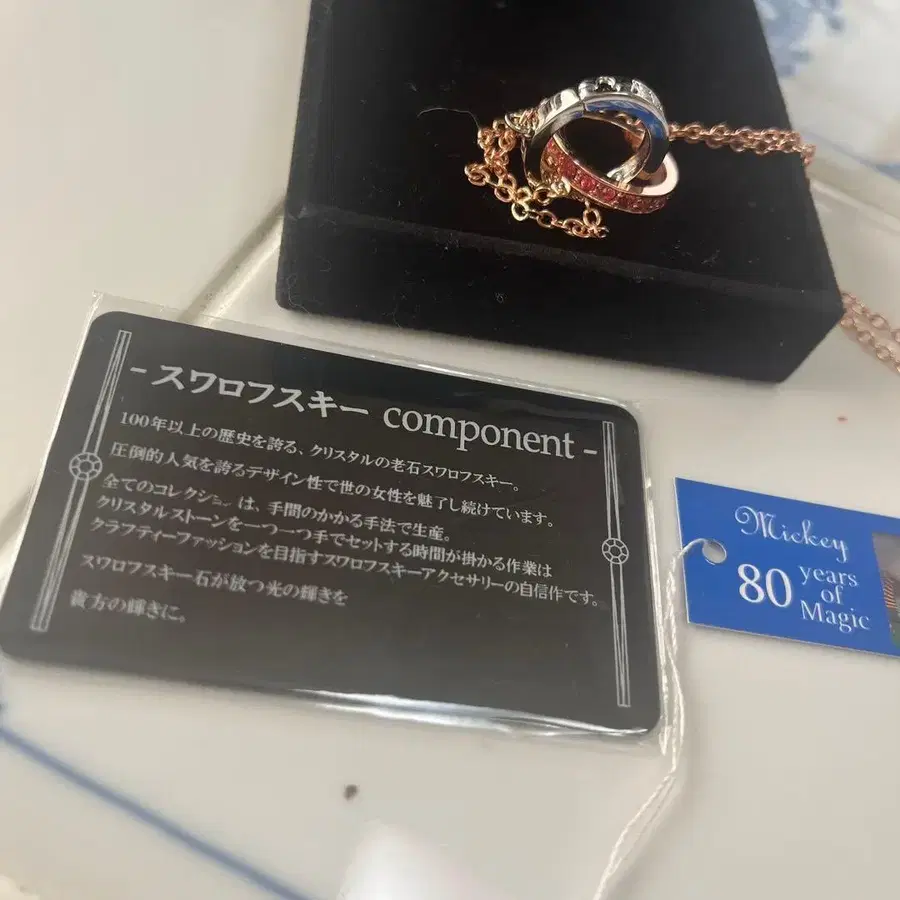 - スワロフスキー component -
100年以上の歴史を誇る、クリスタルの老石スワロフスキー。
圧倒的人気を誇るデザイン性で世の女性を魅了し続けています。
全てのコレクションは、手間のかかる手法で生産。
クリスタルストーンを一つ一つ手でセットする時間が掛かる作業は
クラフティーファッションを目指すスワロフスキーアクセサリーの自信作です。
スワロフスキー石が放つ光の輝きを
貴方の輝きに。
Mickey
80 years
of
Magic